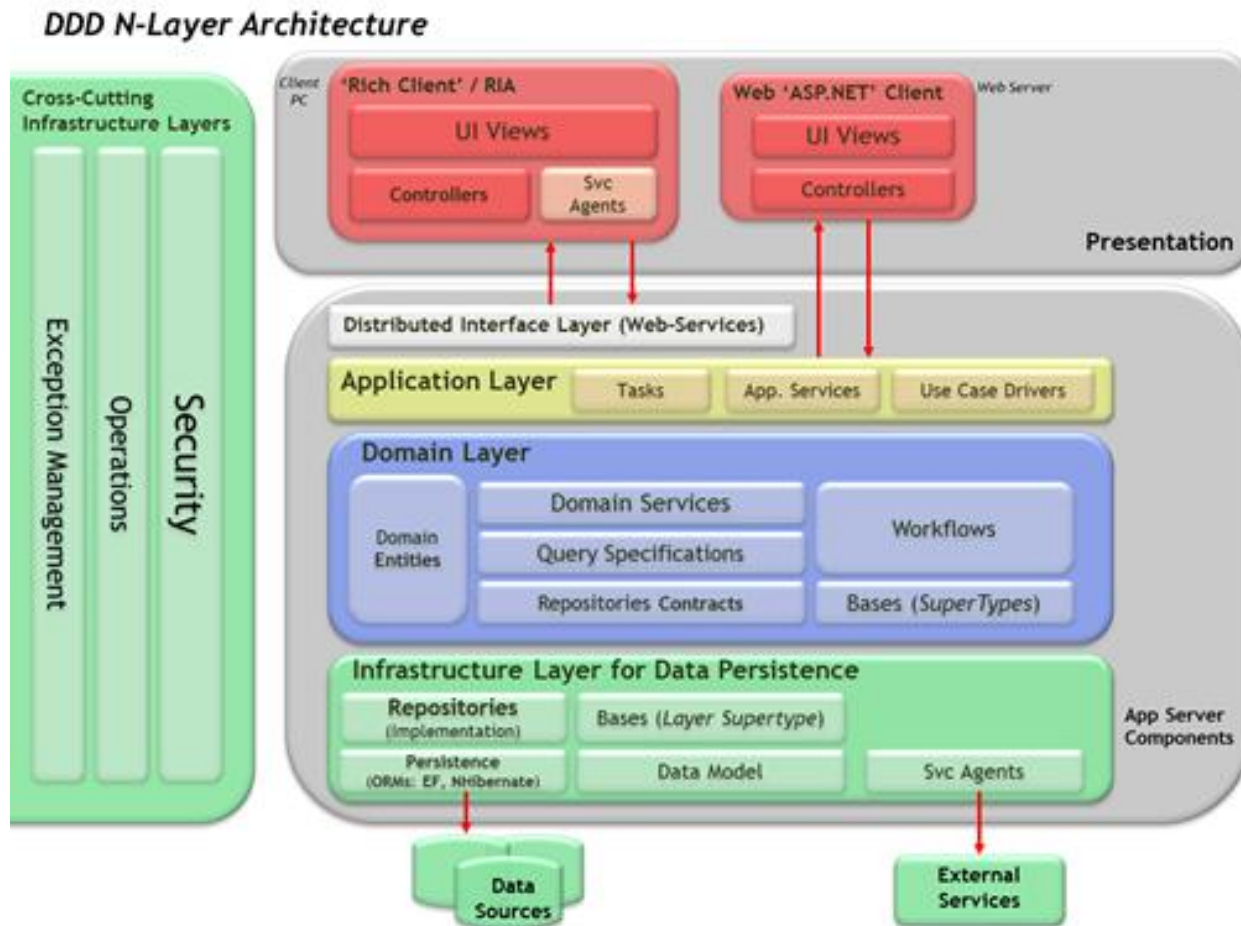 DDD N-Layer Architecture
Cross-Cutting
Infrastructure Layers
Exception Management
Operations
Security
Client
PC
'Rich Client' / RIA
UI Views
Controllers
Svc
Agents
Web 'ASP.NET' Client
UI Views
Controllers
Web Server
Presentation
Distributed Interface Layer (Web-Services)
Application Layer
Tasks
App. Services
Use Case Drivers
Domain Layer
Domain
Entities
Domain Services
Query Specifications
Repositories Contracts
Workflows
Bases (SuperTypes)
Infrastructure Layer for Data Persistence
Repositories
(Implementation)
Bases (Layer Supertype)
Persistence
(ORMs: EF, NHibernate)
Data Model
Svc Agents
App Server
Components
Data
Sources
External
Services